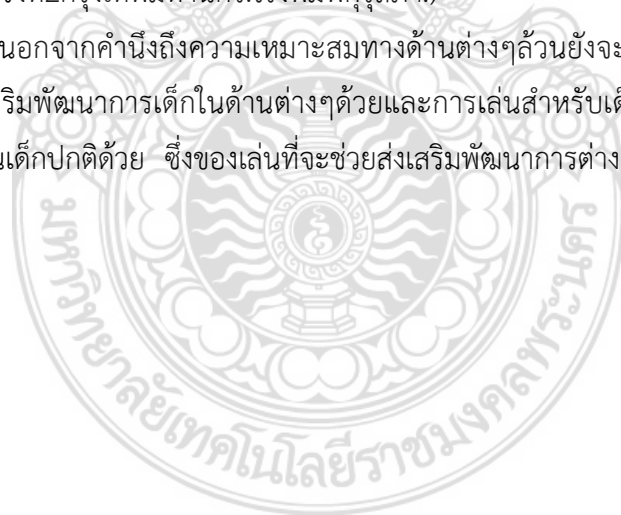 นอกจากคำนึงถึงความเหมาะสมทางด้านต่างๆล้วนยังจะ
ริมพัฒนาการเด็กในด้านต่างๆด้วยและการเล่นสำหรับเด็
นเด็กปกติด้วย ซึ่งของเล่นที่จะช่วยส่งเสริมพัฒนาการต่าง
มหาวิทยาลัยเทคโนโลยีราชมงคลพระนคร